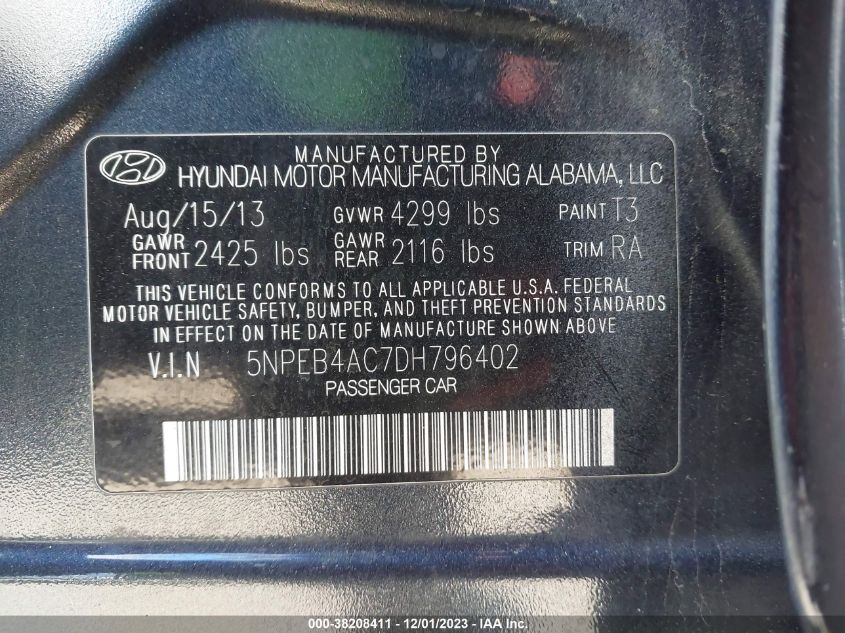 MANUFACTURED BY
HYUNDAI MOTOR MANUFACTURING ALABAMA, LLC
Aug/15/13 GVWR 4299 lbs PAINT T3
GAWR FRONT 2425 lbs GAWR REAR 2116 lbs TRIM RA
THIS VEHICLE CONFORMS TO ALL APPLICABLE U.S.A. FEDERAL
MOTOR VEHICLE SAFETY, BUMPER, AND THEFT PREVENTION STANDARDS
IN EFFECT ON THE DATE OF MANUFACTURE SHOWN ABOVE
V.I.N 5NPEB4AC7DH796402
PASSENGER CAR
000-38208411 - 12/01/2023 - IAA Inc.